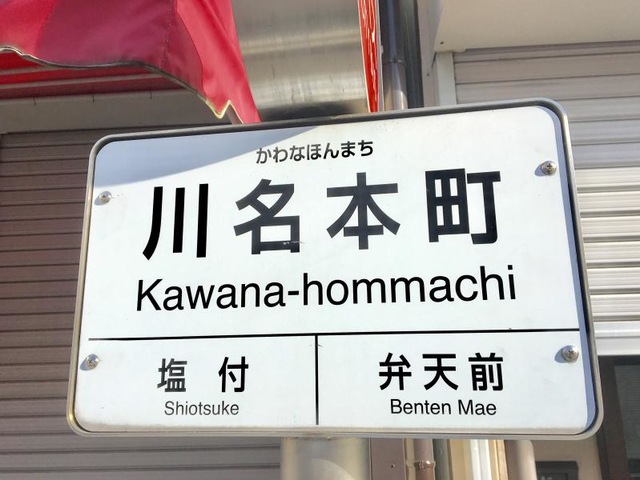 かわなほんまち
川名本町
Kawana-hommachi
塩付
Shiotsuke
弁天前
Benten Mae